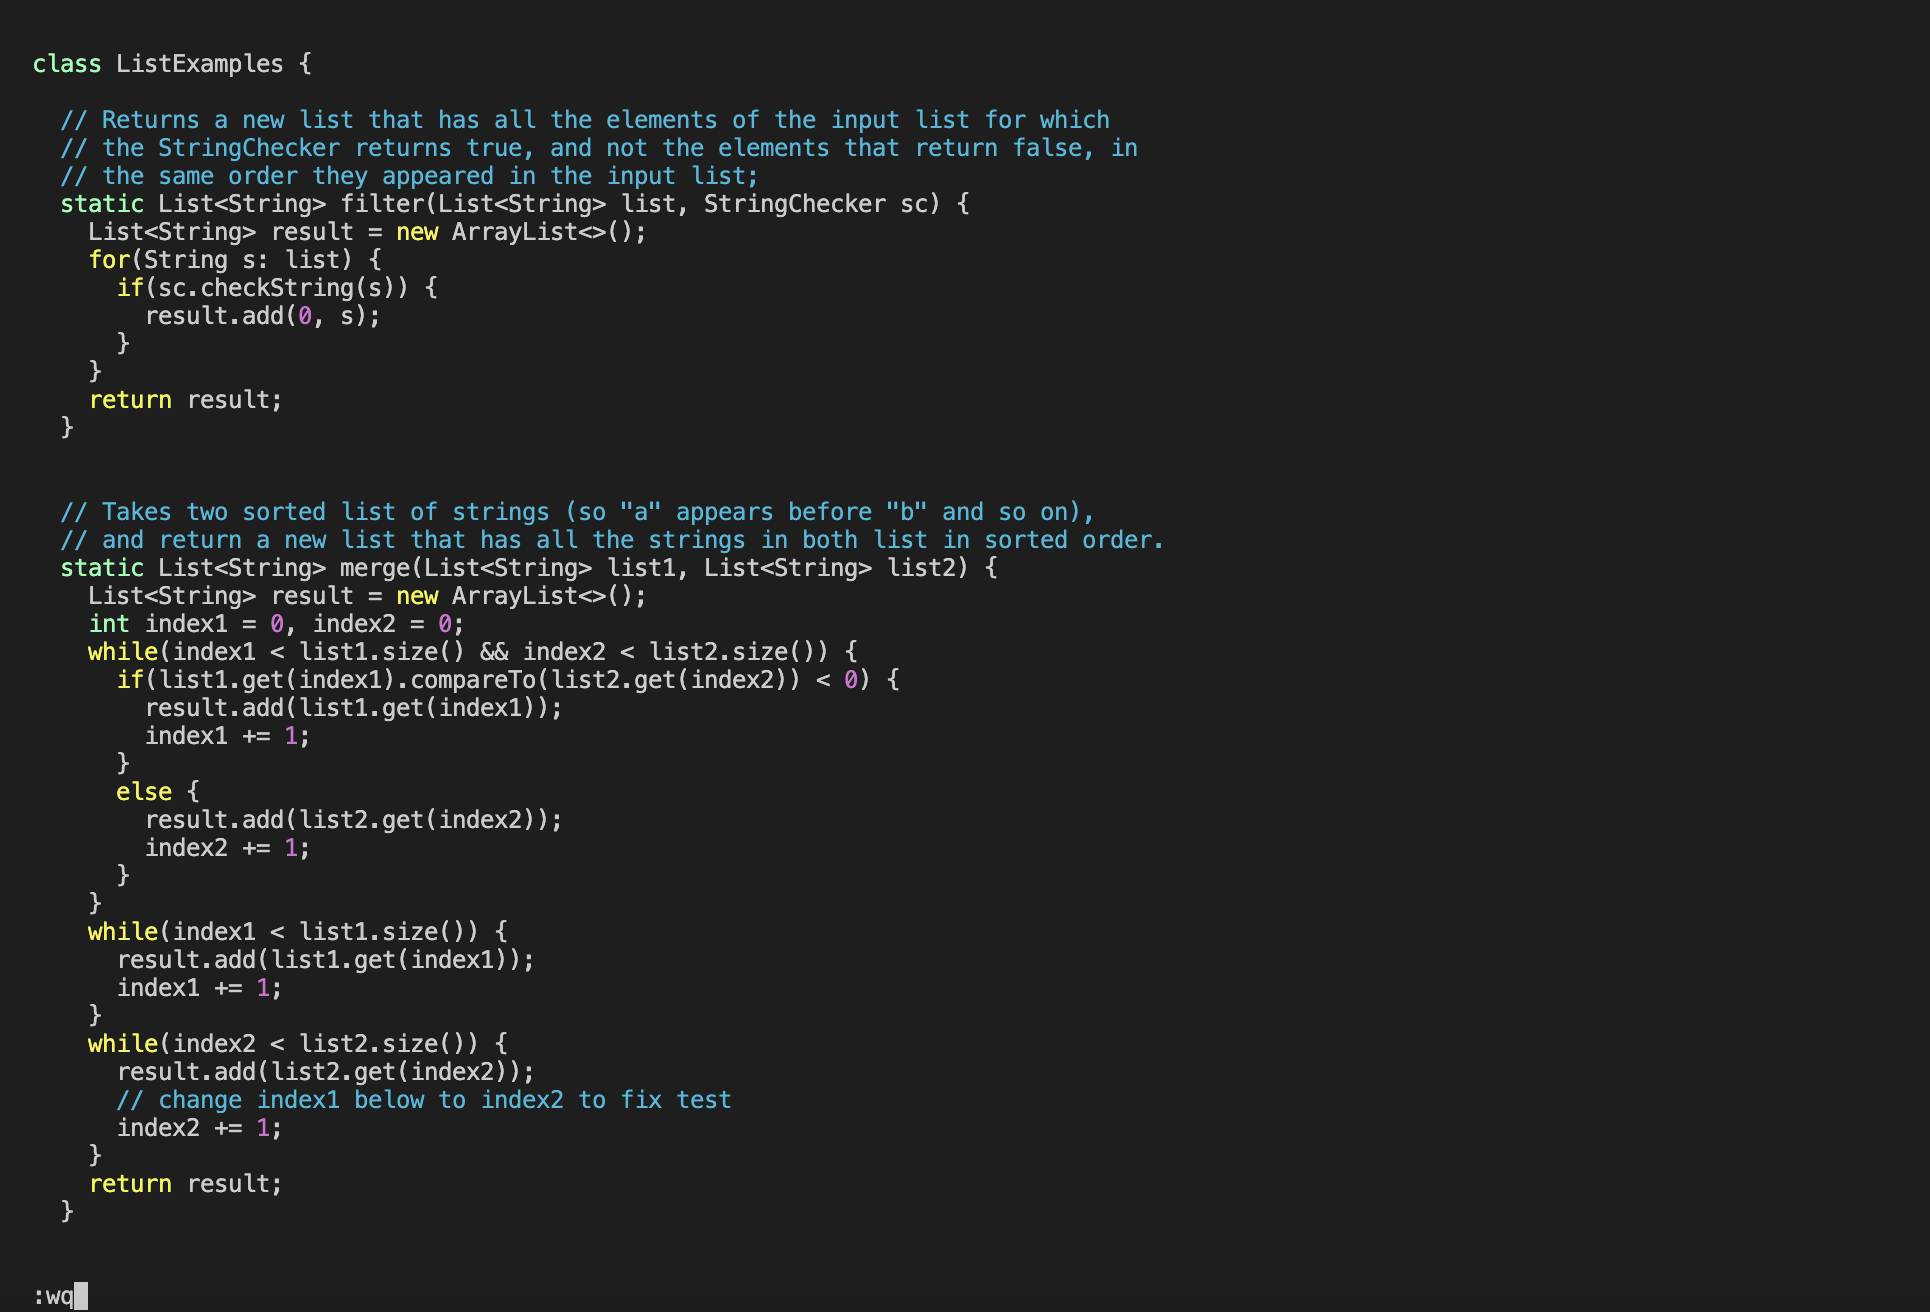 class ListExamples {

  // Returns a new list that has all the elements of the input list for which
  // the StringChecker returns true, and not the elements that return false, in
  // the same order they appeared in the input list;
  static List<String> filter(List<String> list, StringChecker sc) {
    List<String> result = new ArrayList<>();
    for(String s: list) {
      if(sc.checkString(s)) {
        result.add(0, s);
      }
    }
    return result;
  }


  // Takes two sorted list of strings (so "a" appears before "b" and so on),
  // and return a new list that has all the strings in both list in sorted order.
  static List<String> merge(List<String> list1, List<String> list2) {
    List<String> result = new ArrayList<>();
    int index1 = 0, index2 = 0;
    while(index1 < list1.size() && index2 < list2.size()) {
      if(list1.get(index1).compareTo(list2.get(index2)) < 0) {
        result.add(list1.get(index1));
        index1 += 1;
      }
      else {
        result.add(list2.get(index2));
        index2 += 1;
      }
    }
    while(index1 < list1.size()) {
      result.add(list1.get(index1));
      index1 += 1;
    }
    while(index2 < list2.size()) {
      result.add(list2.get(index2));
      // change index1 below to index2 to fix test
      index2 += 1;
    }
    return result;
  }


:wq